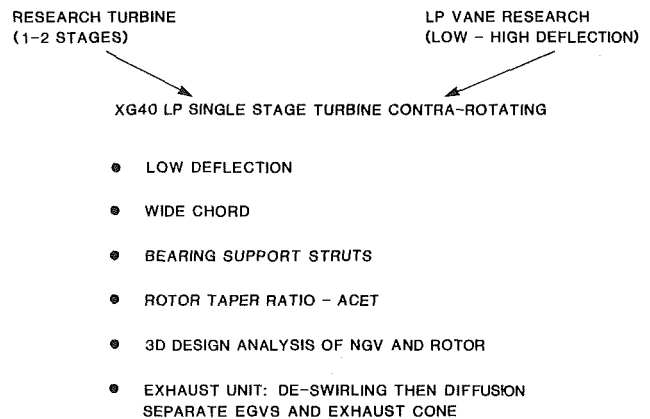 RESEARCH TURBINE
(1-2 STAGES)
LP VANE RESEARCH
(LOW - HIGH DEFLECTION)
XG40 LP SINGLE STAGE TURBINE CONTRA-ROTATING
● LOW DEFLECTION
● WIDE CHORD
● BEARING SUPPORT STRUTS
● ROTOR TAPER RATIO - ACET
● 3D DESIGN ANALYSIS OF NGV AND ROTOR
● EXHAUST UNIT: DE-SWIRLING THEN DIFFUSION
SEPARATE EGVS AND EXHAUST CONE